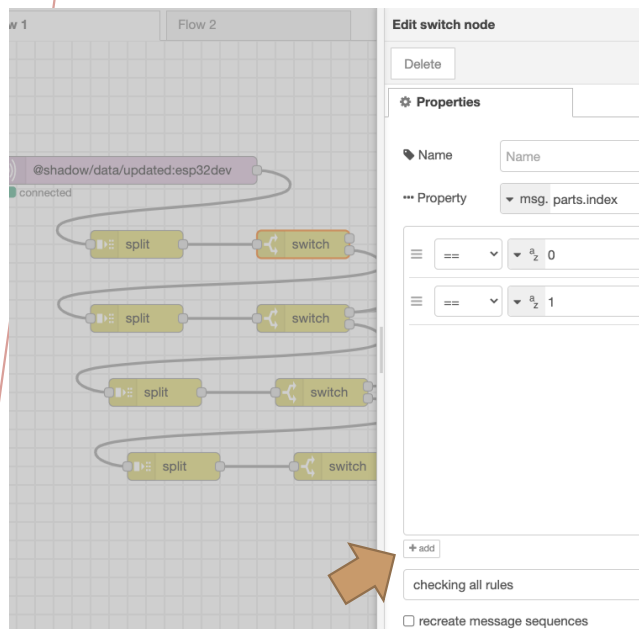 w 1
Flow 2
@shadow/data/updated:esp32dev
connected
split
switch
split
switch
split
switch
split
switch
Edit switch node
Delete
Properties
Name
Name
Property
msg. parts.index
==
a
z
0
==
a
z
1
+ add
checking all rules
recreate message sequences